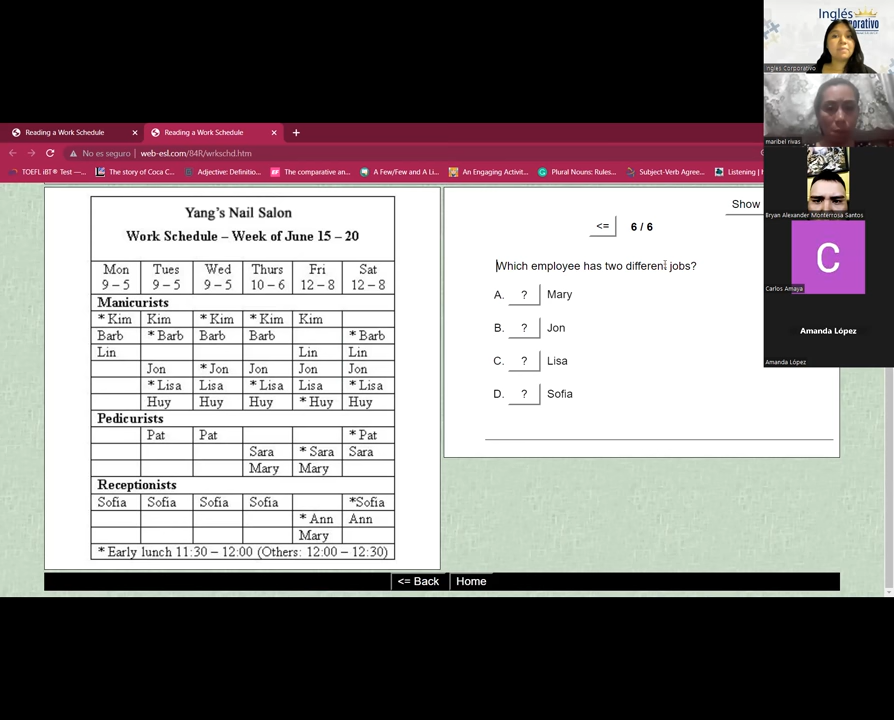 Inglés
Corporativo
Inglés Corporativo
maribel rivas
Bryan Alexander Monterrosa Santos
C
Carlos Amaya
Amanda López
Amanda López
Reading a Work Schedule × Reading a Work Schedule × +
No es seguro | web-esl.com/84R/wrkschd.htm
TOEFL iBT® Test —... The story of Coca C... Adjective: Definitio... EF The comparative an... A Few/Few and A Li... An Engaging Activit... Plural Nouns: Rules... Subject-Verb Agree... Listening |
Yang's Nail Salon
Work Schedule – Week of June 15 – 20
Mon Tues Wed Thurs Fri Sat
9 – 5 9 – 5 9 – 5 10 – 6 12 – 8 12 – 8
Manicurists
* Kim Kim * Kim * Kim Kim
Barb * Barb Barb Barb * Barb
Lin Lin Lin
Jon * Jon Jon Jon Jon
* Lisa Lisa * Lisa Lisa * Lisa
Huy Huy Huy * Huy Huy
Pedicurists
Pat Pat * Pat
Sara * Sara Sara
Mary Mary
Receptionists
Sofia Sofia Sofia Sofia *Sofia
* Ann Ann
Mary
* Early lunch 11:30 – 12:00 (Others: 12:00 – 12:30)
Show
<= 6 / 6
Which employee has two different jobs?
A. ? Mary
B. ? Jon
C. ? Lisa
D. ? Sofia
<= Back Home